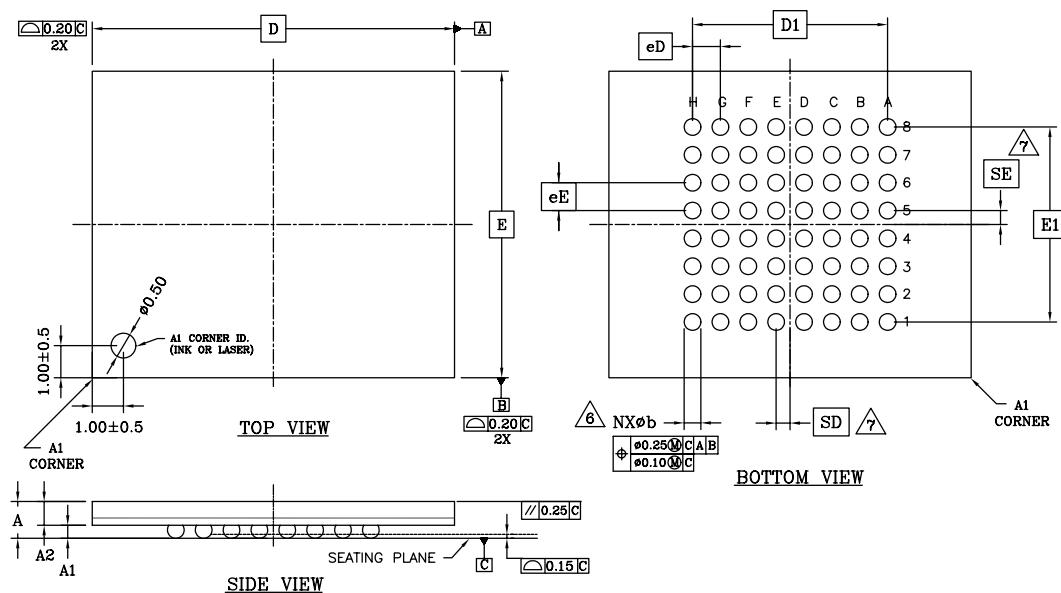 ⌓ 0.20 C
2X
D
A
E
ø0.50
A1 CORNER ID.
(INK OR LASER)
1.00±0.5
1.00±0.5
B
⌓ 0.20 C
2X
A1
CORNER
TOP VIEW
D1
eD
H G F E D C B A
8
7
6
5
4
3
2
1
7
SE
eE
E1
6 NXøb
SD 7
⌖ ø0.25Ⓜ C A B
ø0.10Ⓜ C
A1
CORNER
BOTTOM VIEW
A
A2
A1
// 0.25 C
SEATING PLANE
C
⌓ 0.15 C
SIDE VIEW